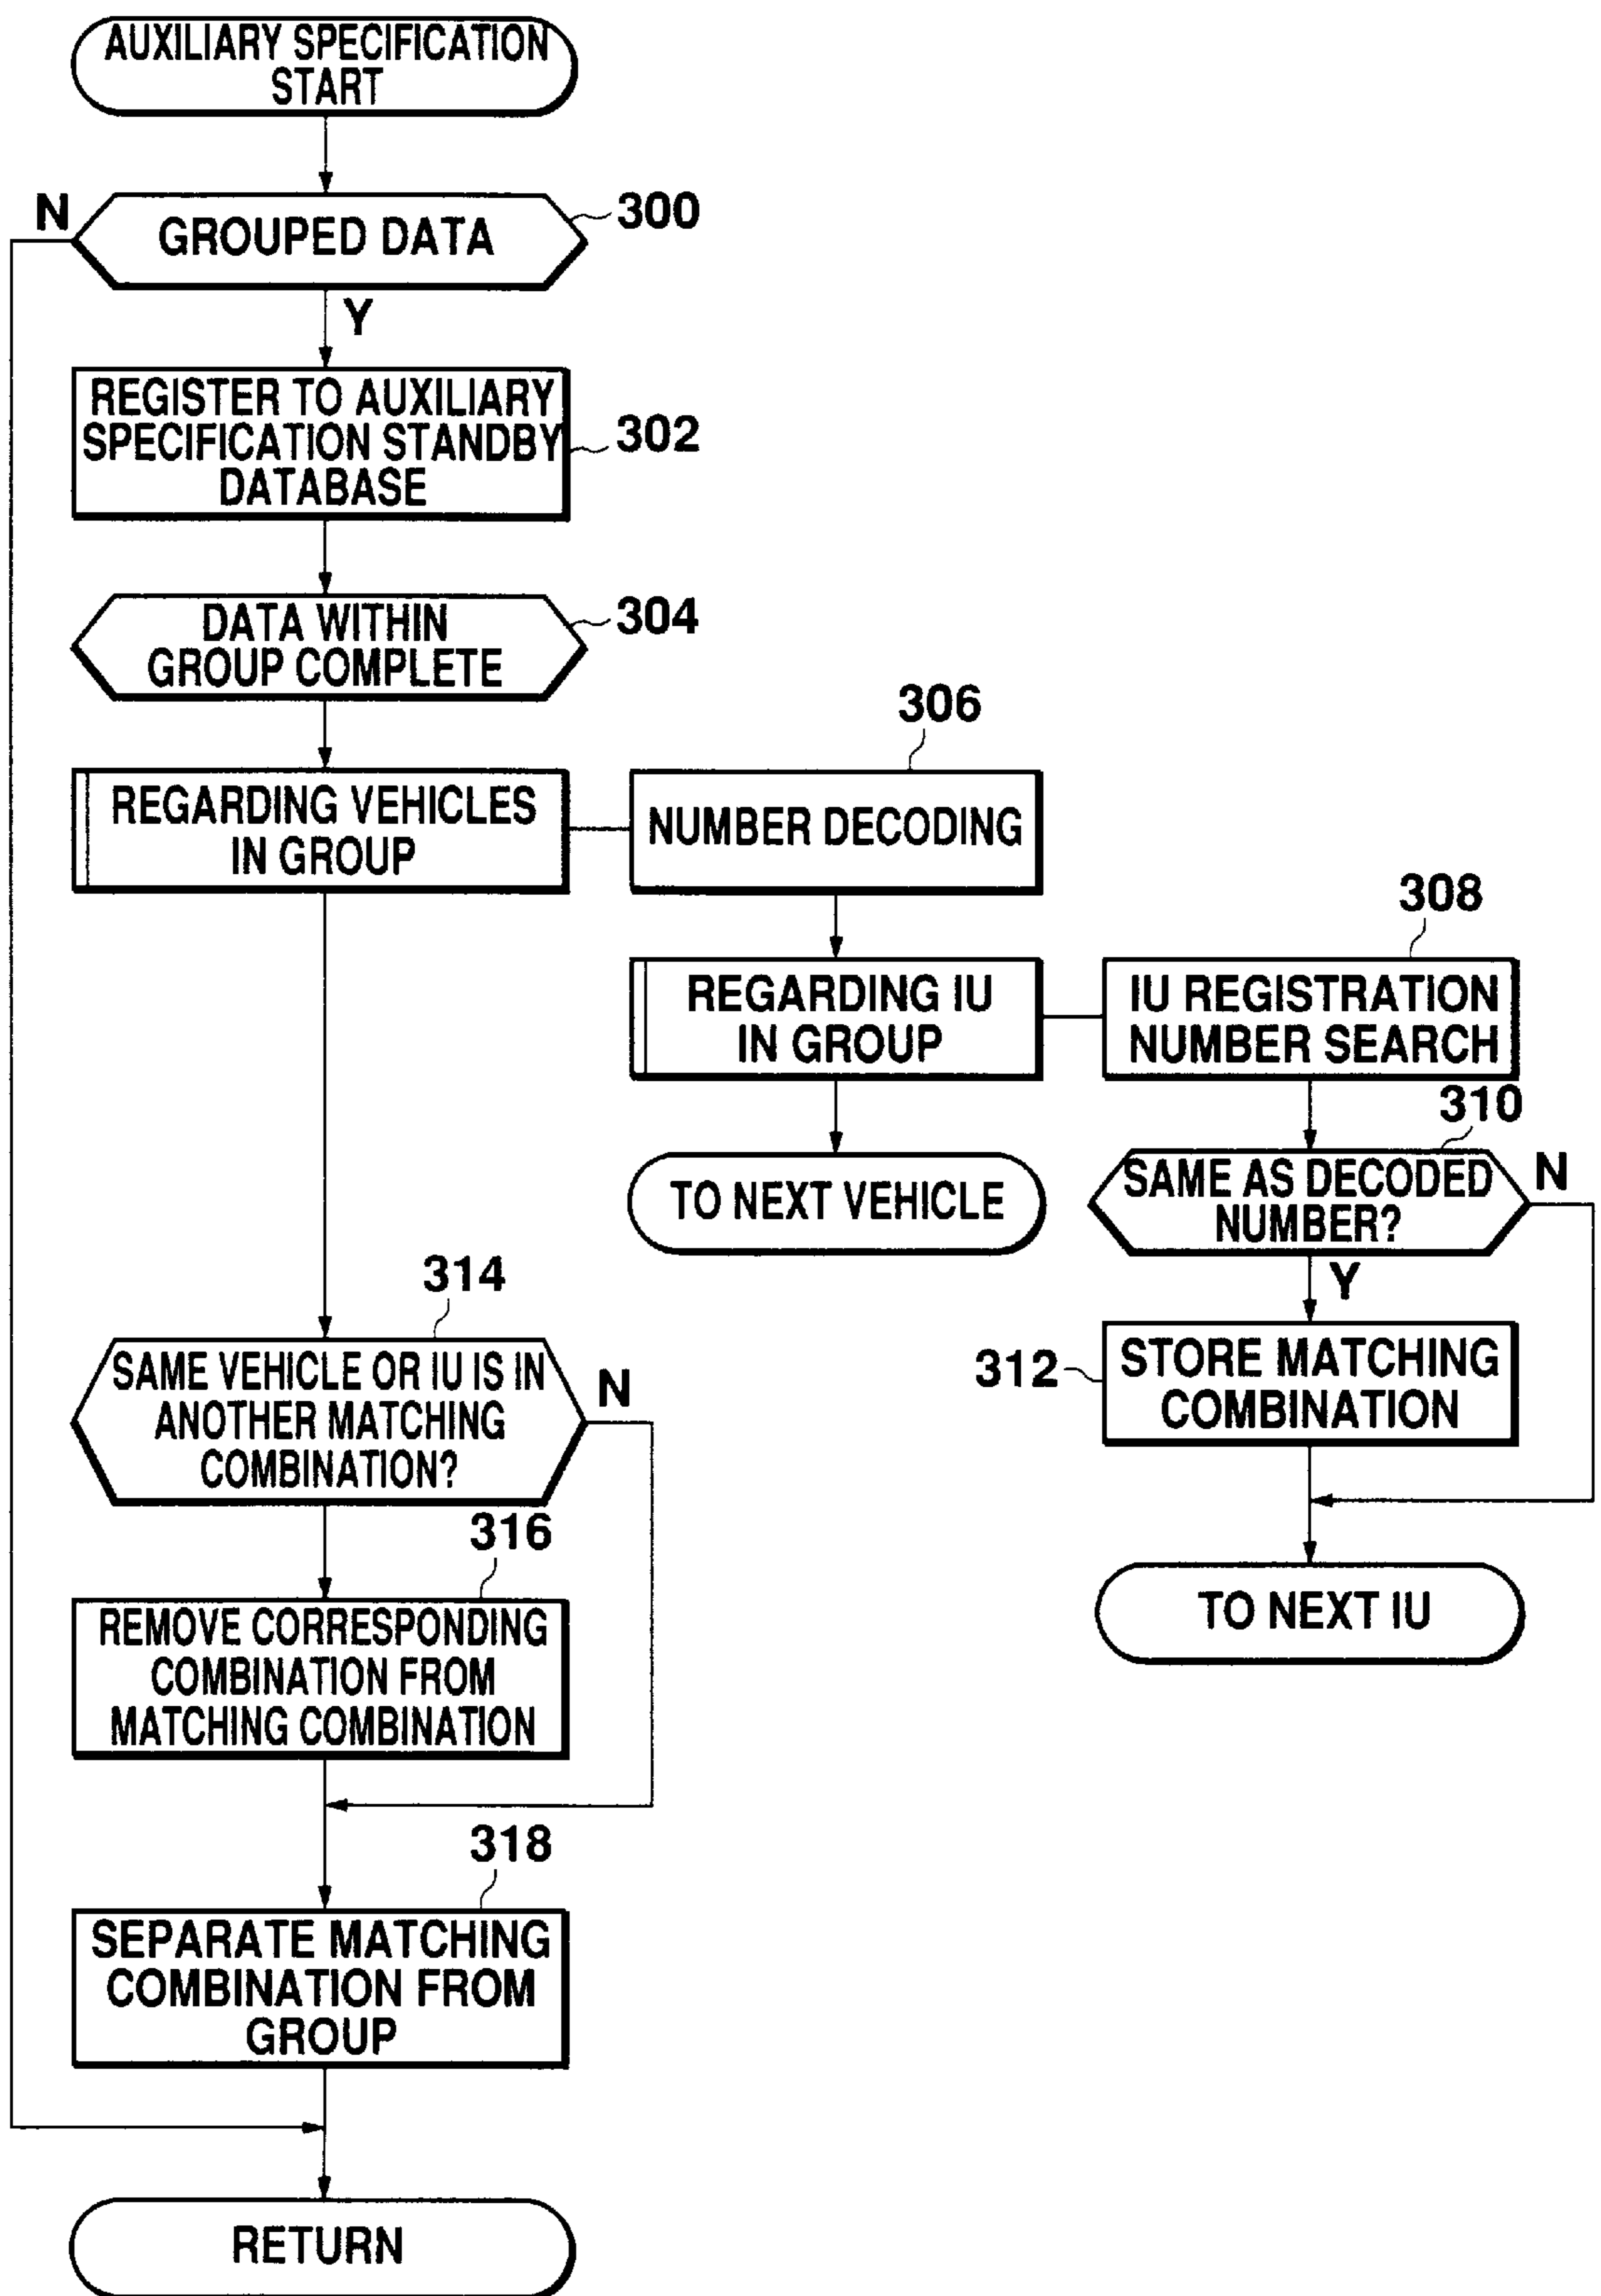 AUXILIARY SPECIFICATION
START
N
300
GROUPED DATA
Y
REGISTER TO AUXILIARY
SPECIFICATION STANDBY
DATABASE
302
DATA WITHIN
GROUP COMPLETE
304
306
REGARDING VEHICLES
IN GROUP
NUMBER DECODING
308
REGARDING IU
IN GROUP
IU REGISTRATION
NUMBER SEARCH
310
TO NEXT VEHICLE
SAME AS DECODED
NUMBER?
N
Y
314
312
STORE MATCHING
COMBINATION
SAME VEHICLE OR IU IS IN
ANOTHER MATCHING
COMBINATION?
N
316
TO NEXT IU
REMOVE CORRESPONDING
COMBINATION FROM
MATCHING COMBINATION
318
SEPARATE MATCHING
COMBINATION FROM
GROUP
RETURN